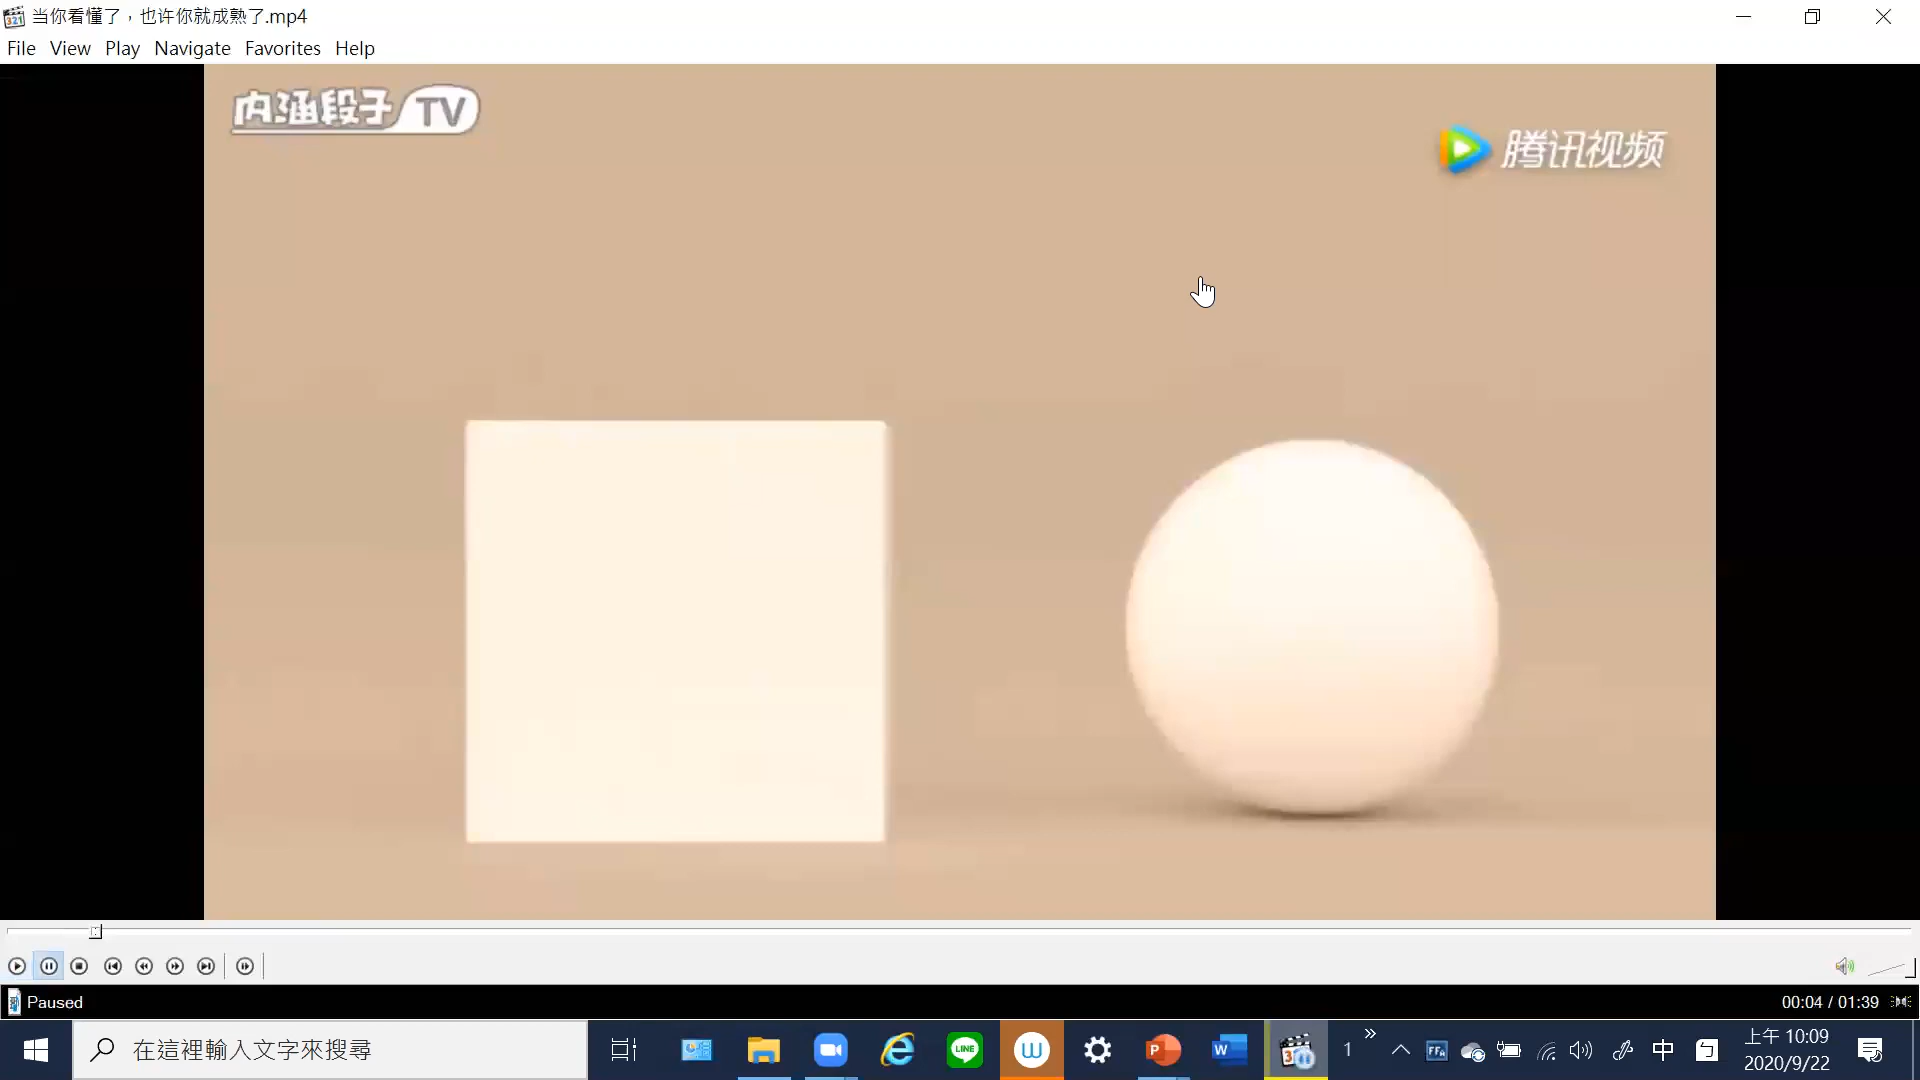 当你看懂了，也许你就成熟了.mp4
File View Play Navigate Favorites Help
内涵段子 TV
腾讯视频
Paused
00:04 / 01:39
在這裡輸入文字來搜尋
LINE
1
中
上午 10:09
2020/9/22